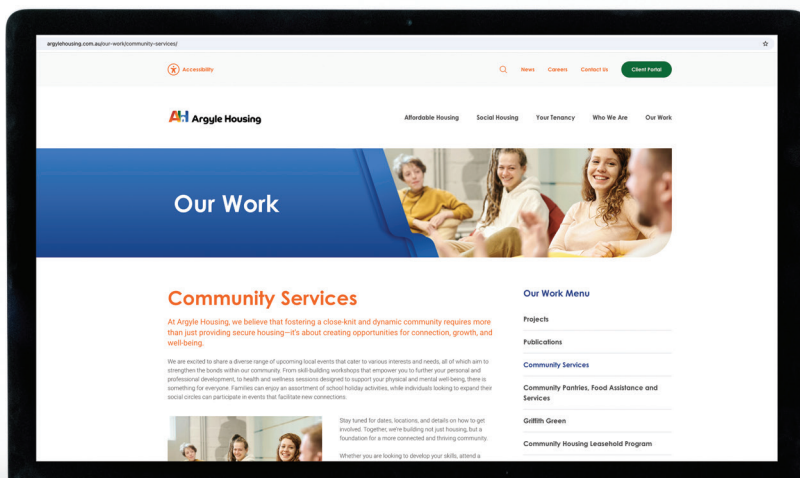 argylehousing.com.au/our-work/community-services/
Accessibility
News Careers Contact Us Client Portal
AH Argyle Housing
Affordable Housing Social Housing Your Tenancy Who We Are Our Work
Our Work
Community Services
At Argyle Housing, we believe that fostering a close-knit and dynamic community requires more
than just providing secure housing—it's about creating opportunities for connection, growth, and
well-being.
We are excited to share a diverse range of upcoming local events that cater to various interests and needs, all of which aim to
strengthen the bonds within our community. From skill-building workshops that empower you to further your personal and
professional development, to health and wellness sessions designed to support your physical and mental well-being, there is
something for everyone. Families can enjoy an assortment of school holiday activities, while individuals looking to expand their
social circles can participate in events that facilitate new connections.
Stay tuned for dates, locations, and details on how to get
involved. Together, we're building not just housing, but a
foundation for a more connected and thriving community.
Whether you are looking to develop your skills, attend a
Our Work Menu
Projects
Publications
Community Services
Community Pantries, Food Assistance and
Services
Griffith Green
Community Housing Leasehold Program